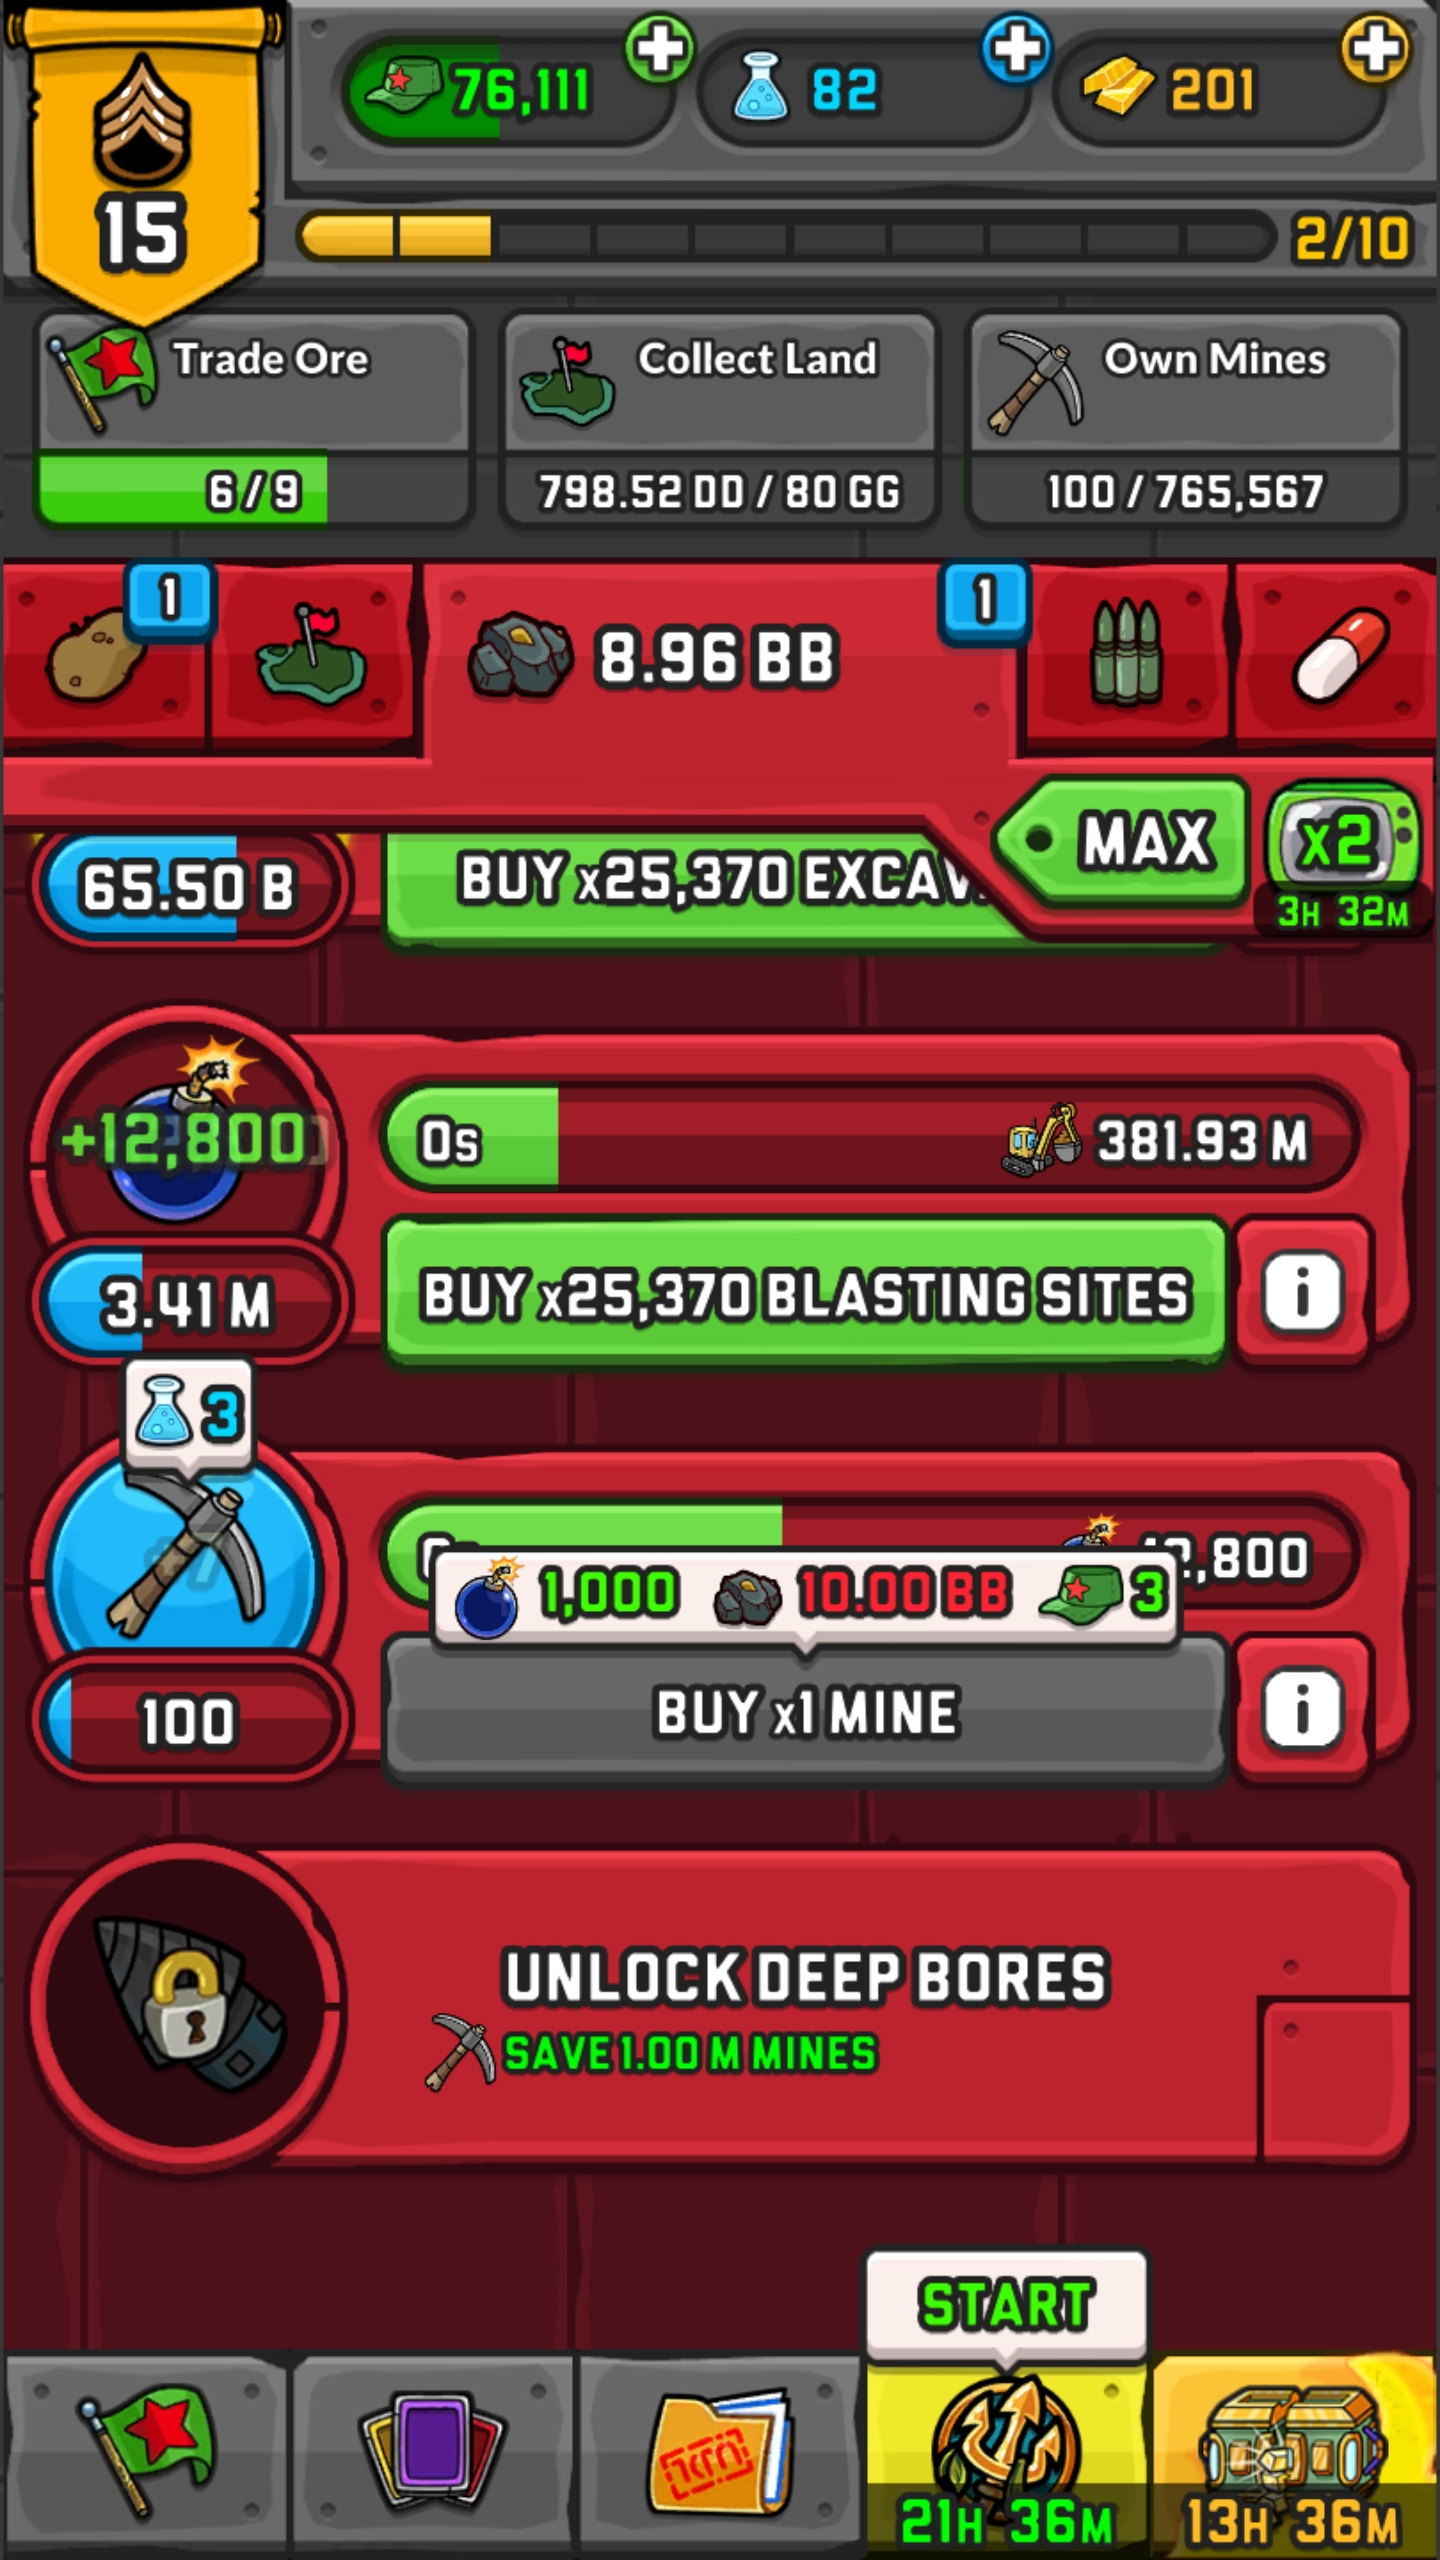 76,111
82
201
15
2/10
Trade Ore
Collect Land
Own Mines
6/9
798.52 DD / 80 GG
100 / 765,567
1
8.96 BB
1
MAX
x2
3H 32M
65.50 B
BUY x25,370
+12,800
0s
381.93 M
3.41 M
BUY x25,370 BLASTING SITES
i
3
1,000
10.00 BB
3
100
BUY x1 MINE
i
UNLOCK DEEP BORES
SAVE 1.00 M MINES
START
21H 36M
13H 36M